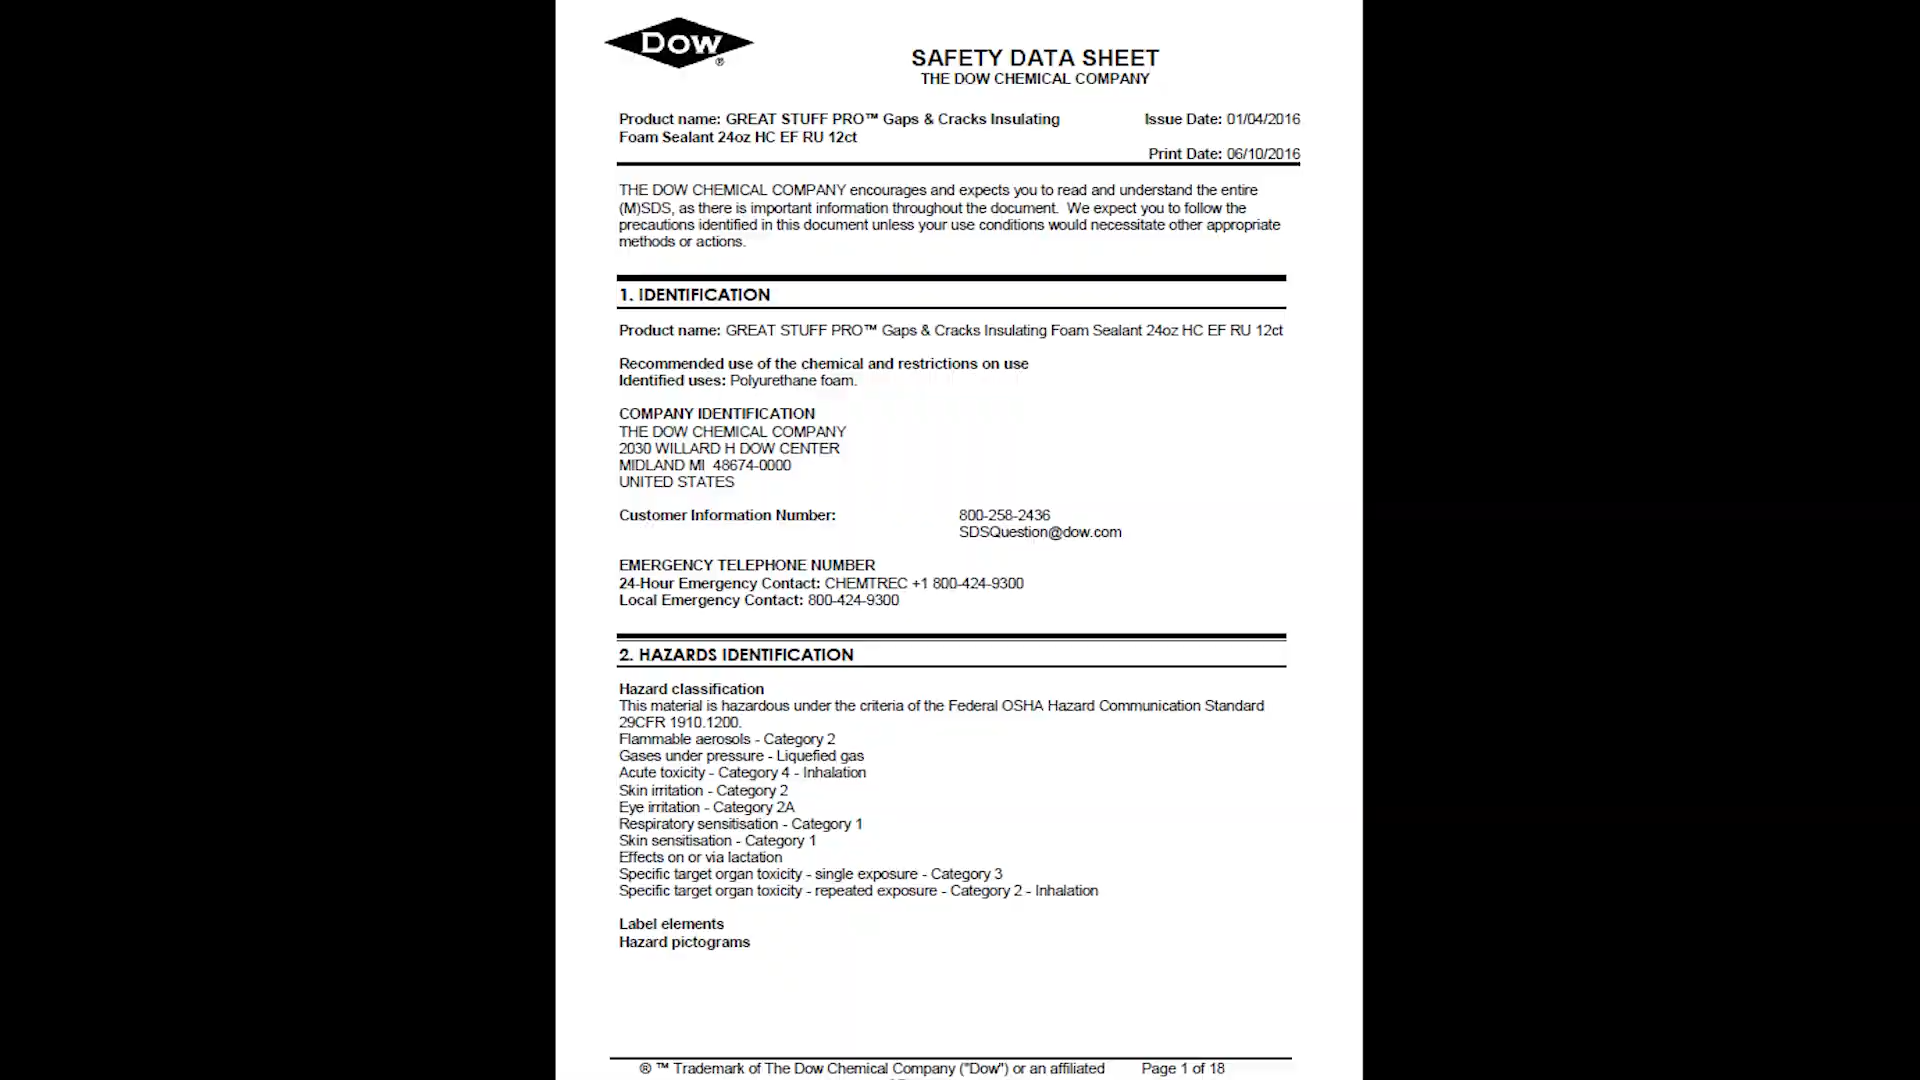 DOW
®
SAFETY DATA SHEET
THE DOW CHEMICAL COMPANY
Product name: GREAT STUFF PRO™ Gaps & Cracks Insulating
Foam Sealant 24oz HC EF RU 12ct
Issue Date: 01/04/2016
Print Date: 06/10/2016
THE DOW CHEMICAL COMPANY encourages and expects you to read and understand the entire
(M)SDS, as there is important information throughout the document. We expect you to follow the
precautions identified in this document unless your use conditions would necessitate other appropriate
methods or actions.
1. IDENTIFICATION
Product name: GREAT STUFF PRO™ Gaps & Cracks Insulating Foam Sealant 24oz HC EF RU 12ct
Recommended use of the chemical and restrictions on use
Identified uses: Polyurethane foam.
COMPANY IDENTIFICATION
THE DOW CHEMICAL COMPANY
2030 WILLARD H DOW CENTER
MIDLAND MI 48674-0000
UNITED STATES
Customer Information Number: 800-258-2436
SDSQuestion@dow.com
EMERGENCY TELEPHONE NUMBER
24-Hour Emergency Contact: CHEMTREC +1 800-424-9300
Local Emergency Contact: 800-424-9300
2. HAZARDS IDENTIFICATION
Hazard classification
This material is hazardous under the criteria of the Federal OSHA Hazard Communication Standard
29CFR 1910.1200.
Flammable aerosols - Category 2
Gases under pressure - Liquefied gas
Acute toxicity - Category 4 - Inhalation
Skin irritation - Category 2
Eye irritation - Category 2A
Respiratory sensitisation - Category 1
Skin sensitisation - Category 1
Effects on or via lactation
Specific target organ toxicity - single exposure - Category 3
Specific target organ toxicity - repeated exposure - Category 2 - Inhalation
Label elements
Hazard pictograms
® ™ Trademark of The Dow Chemical Company ("Dow") or an affiliated Page 1 of 18